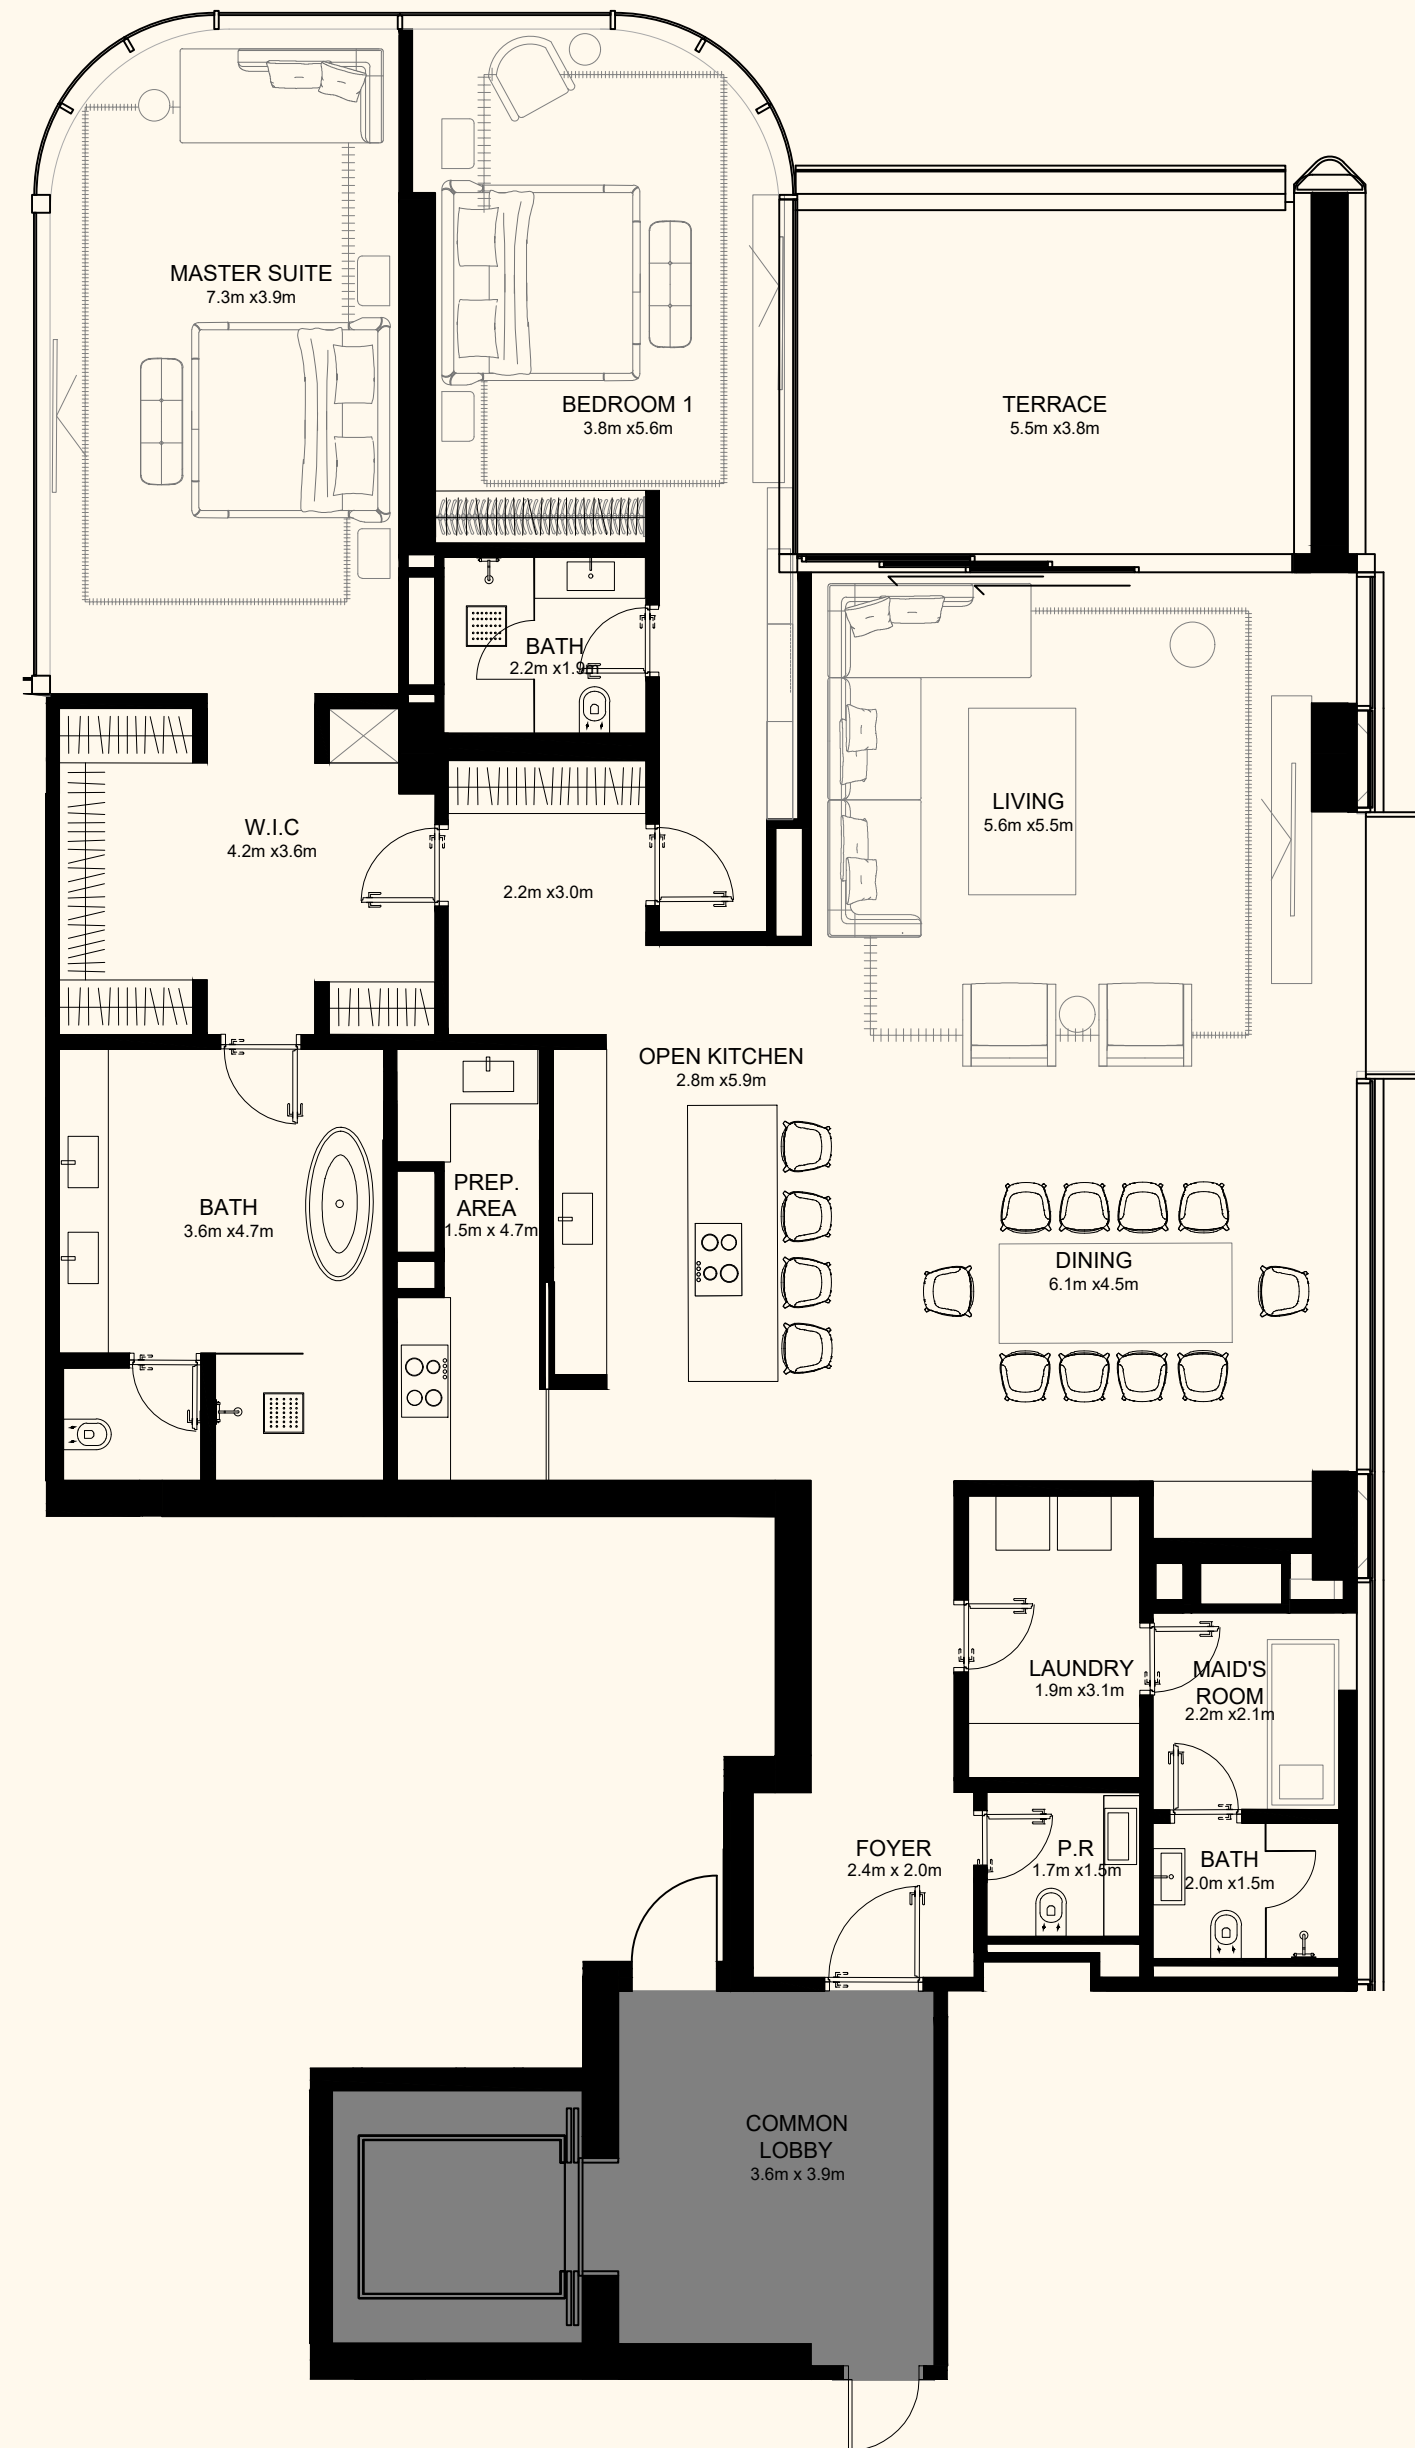 MASTER SUITE
7.3m x3.9m
BEDROOM 1
3.8m x5.6m
TERRACE
5.5m x3.8m
BATH
2.2m x1.9m
LIVING
5.6m x5.5m
W.I.C
4.2m x3.6m
2.2m x3.0m
OPEN KITCHEN
2.8m x5.9m
BATH
3.6m x4.7m
PREP.
AREA
1.5m x 4.7m
DINING
6.1m x4.5m
LAUNDRY
1.9m x3.1m
MAID'S
ROOM
2.2m x2.1m
FOYER
2.4m x 2.0m
P.R
1.7m x1.5m
BATH
2.0m x1.5m
COMMON
LOBBY
3.6m x 3.9m